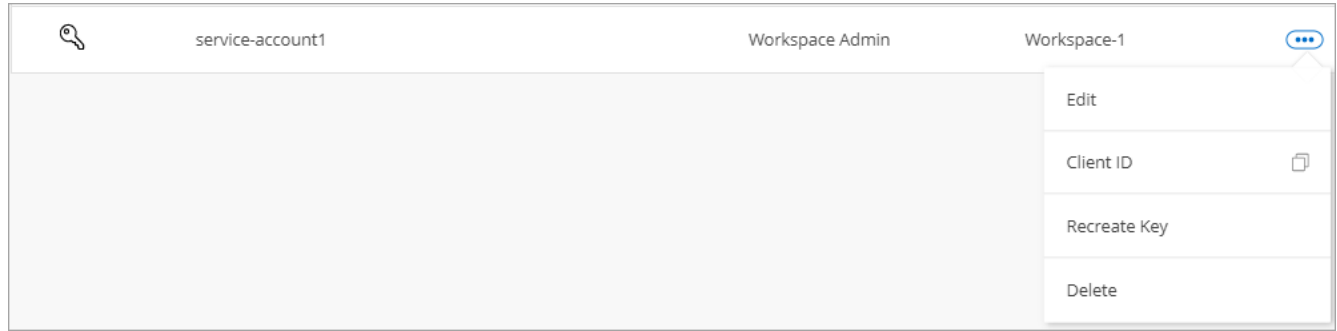 service-account1 Workspace Admin Workspace-1
Edit
Client ID
Recreate Key
Delete